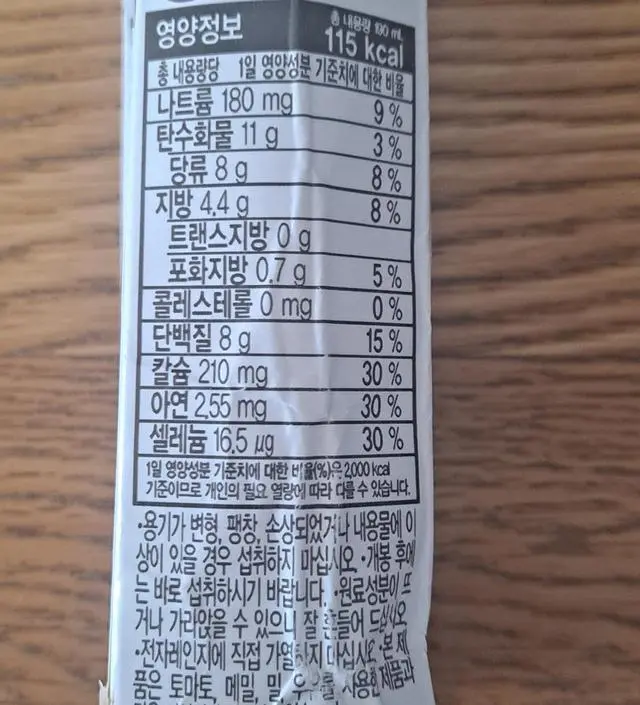 영양정보
총 내용량 190 mL
115 kcal
총 내용량당 1일 영양성분 기준치에 대한 비율
나트륨 180 mg 9 %
탄수화물 11 g 3 %
당류 8 g 8 %
지방 4.4 g 8 %
트랜스지방 0 g
포화지방 0.7 g 5 %
콜레스테롤 0 mg 0 %
단백질 8 g 15 %
칼슘 210 mg 30 %
아연 2.55 mg 30 %
셀레늄 16.5 µg 30 %
1일 영양성분 기준치에 대한 비율(%)은 2,000 kcal
기준이므로 개인의 필요 열량에 따라 다를 수 있습니다.
•용기가 변형, 팽창, 손상되었거나 내용물에 이
상이 있을 경우 섭취하지 마십시오. •개봉 후에
는 바로 섭취하시기 바랍니다. •원료성분이 뜨
거나 가라앉을 수 있으니 잘 흔들어 드십시오.
•전자레인지에 직접 가열하지 마십시오. •본 제
품은 토마토, 메밀, 밀, 사용한 제품과